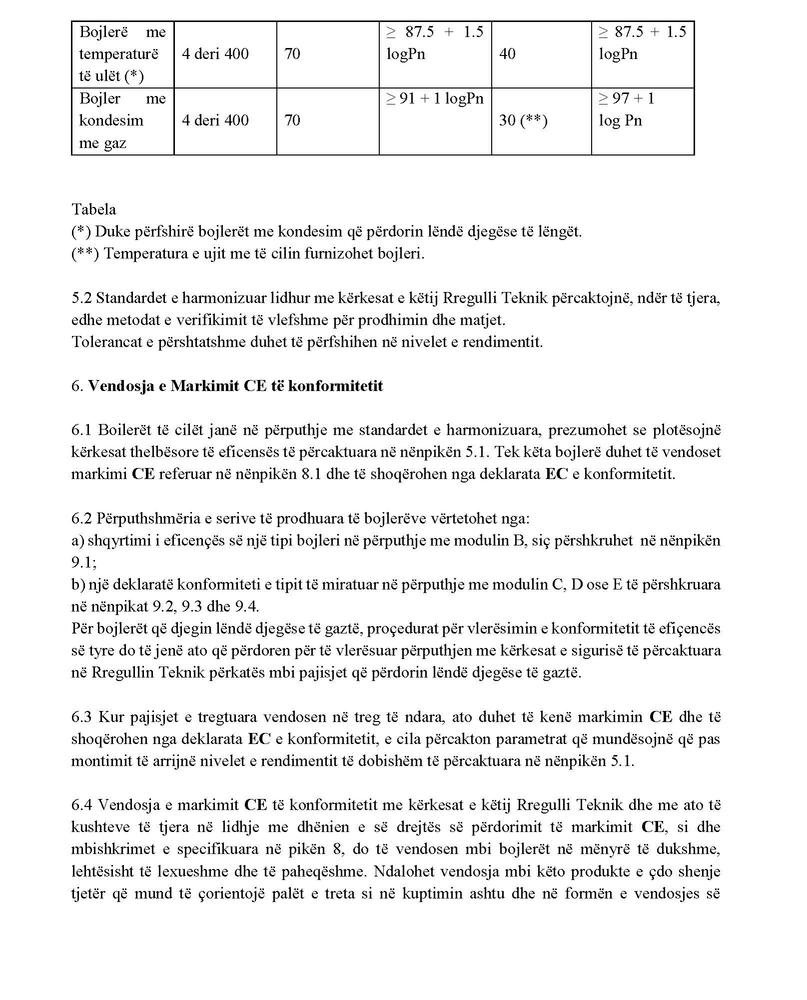 Bojlerë me temperaturë të ulët (*) 4 deri 400 70 ≥ 87.5 + 1.5 logPn 40 ≥ 87.5 + 1.5 logPn
Bojler me kondesim me gaz 4 deri 400 70 ≥ 91 + 1 logPn 30 (**) ≥ 97 + 1 log Pn
Tabela
(*) Duke përfshirë bojlerët me kondesim që përdorin lëndë djegëse të lëngët.
(**) Temperatura e ujit me të cilin furnizohet bojleri.
5.2 Standardet e harmonizuar lidhur me kërkesat e këtij Rregulli Teknik përcaktojnë, ndër të tjera,
edhe metodat e verifikimit të vlefshme për prodhimin dhe matjet.
Tolerancat e përshtatshme duhet të përfshihen në nivelet e rendimentit.
6. Vendosja e Markimit CE të konformitetit
6.1 Boilerët të cilët janë në përputhje me standardet e harmonizuara, prezumohet se plotësojnë
kërkesat thelbësore të eficensës të përcaktuara në nënpikën 5.1. Tek këta bojlerë duhet të vendoset
markimi CE referuar në nënpikën 8.1 dhe të shoqërohen nga deklarata EC e konformitetit.
6.2 Përputhshmëria e serive të prodhuara të bojlerëve vërtetohet nga:
a) shqyrtimi i eficençës së një tipi bojleri në përputhje me modulin B, siç përshkruhet në nënpikën
9.1;
b) një deklaratë konformiteti e tipit të miratuar në përputhje me modulin C, D ose E të përshkruara
në nënpikat 9.2, 9.3 dhe 9.4.
Për bojlerët që djegin lëndë djegëse të gaztë, proçedurat për vlerësimin e konformitetit të efiçencës
së tyre do të jenë ato që përdoren për të vlerësuar përputhjen me kërkesat e sigurisë të përcaktuara
në Rregullin Teknik përkatës mbi pajisjet që përdorin lëndë djegëse të gaztë.
6.3 Kur pajisjet e tregtuara vendosen në treg të ndara, ato duhet të kenë markimin CE dhe të
shoqërohen nga deklarata EC e konformitetit, e cila përcakton parametrat që mundësojnë që pas
montimit të arrijnë nivelet e rendimentit të dobishëm të përcaktuara në nënpikën 5.1.
6.4 Vendosja e markimit CE të konformitetit me kërkesat e këtij Rregulli Teknik dhe me ato të
kushteve të tjera në lidhje me dhënien e së drejtës së përdorimit të markimit CE, si dhe
mbishkrimet e specifikuara në pikën 8, do të vendosen mbi bojlerët në mënyrë të dukshme,
lehtësisht të lexueshme dhe të paheqëshme. Ndalohet vendosja mbi këto produkte e çdo shenje
tjetër që mund të çorientojë palët e treta si në kuptimin ashtu dhe në formën e vendosjes së